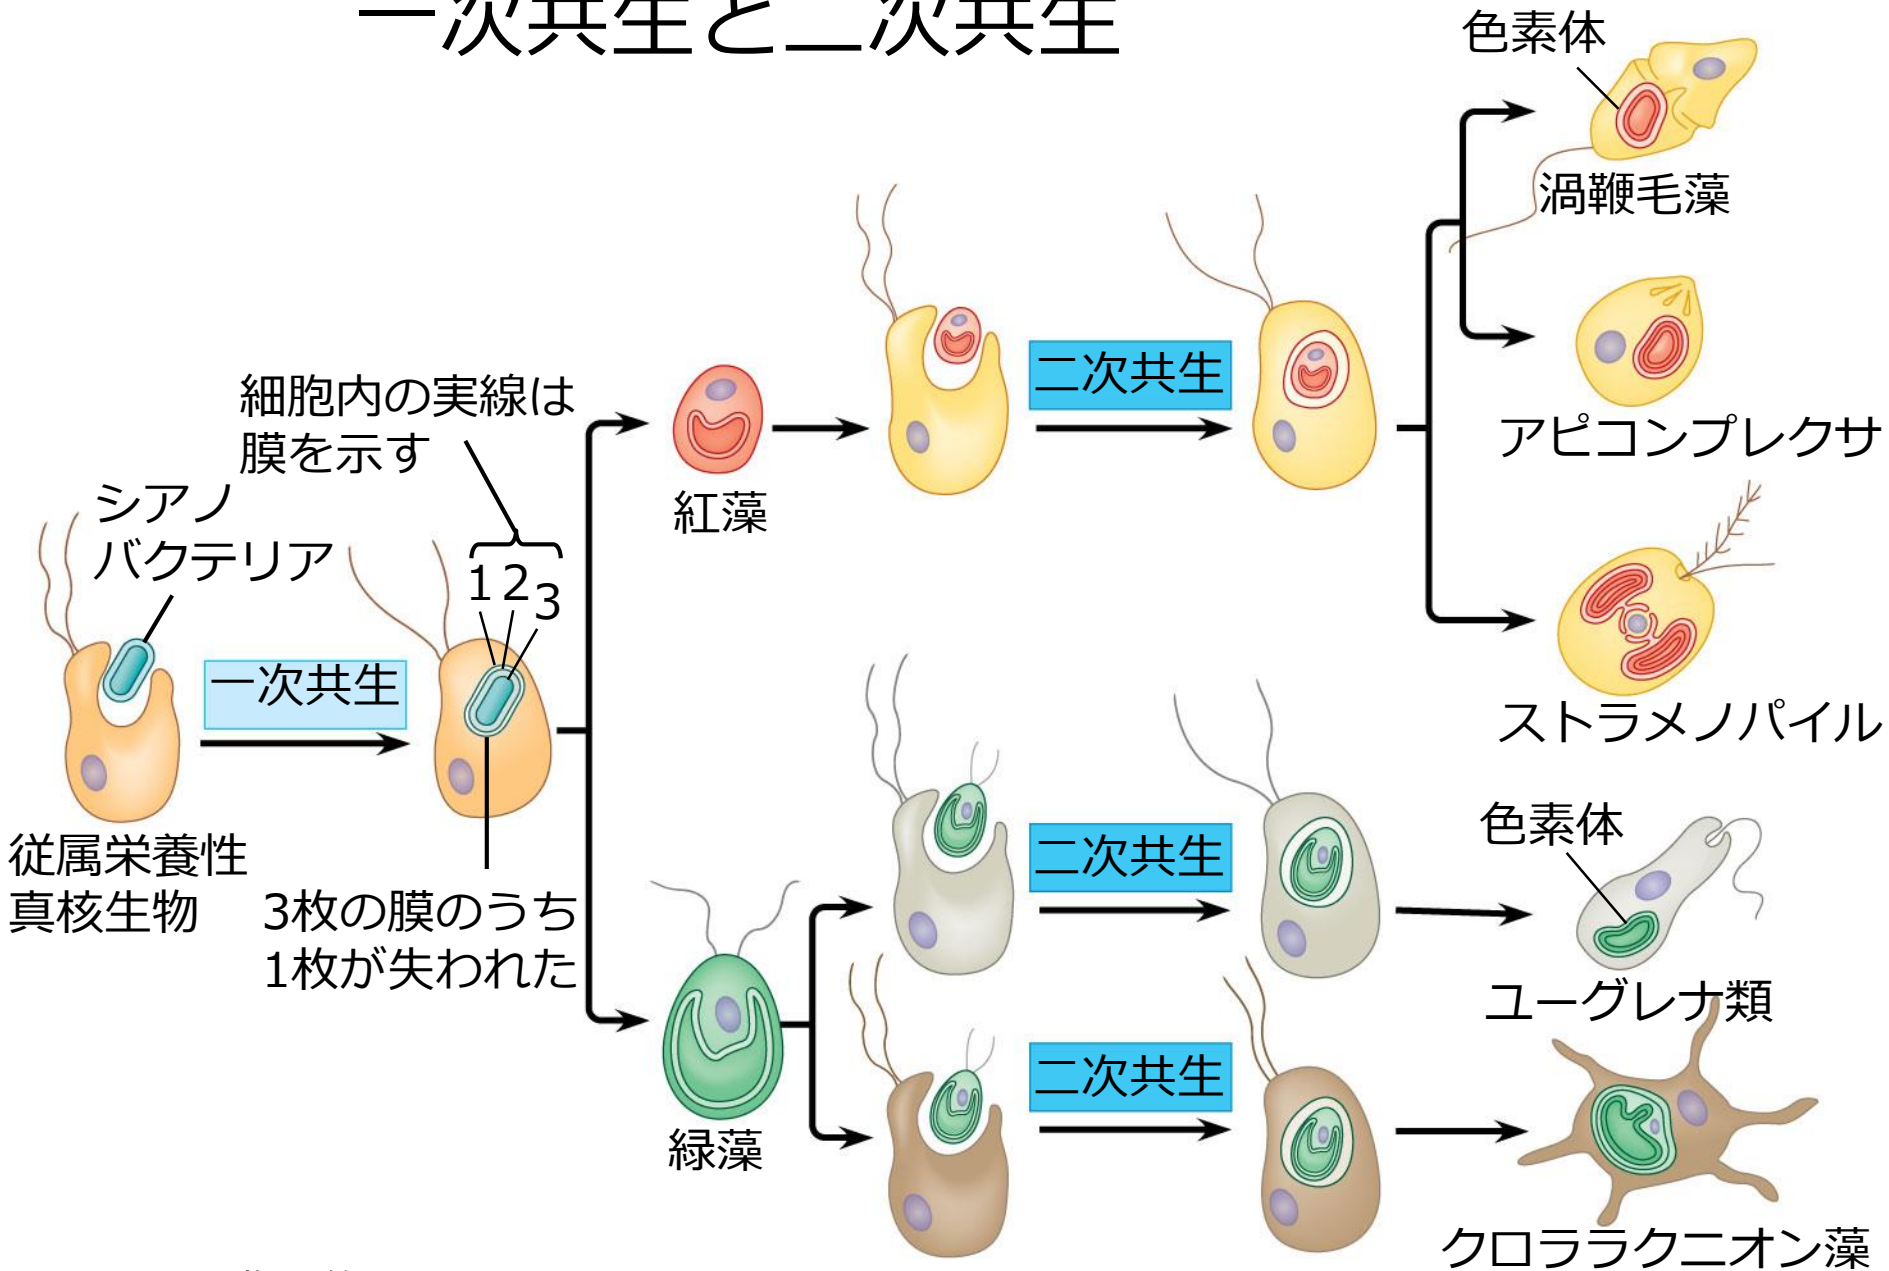 一次共生と二次共生
色素体
渦鞭毛藻
二次共生
アピコンプレクサ
細胞内の実線は
膜を示す
紅藻
シアノ
バクテリア
1 2 3
一次共生
ストラメノパイル
従属栄養性
真核生物
3枚の膜のうち
1枚が失われた
二次共生
色素体
ユーグレナ類
緑藻
二次共生
クロララクニオン藻